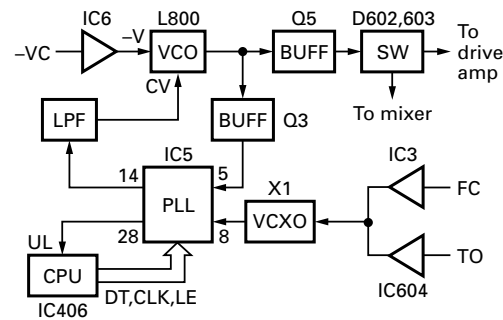 IC6
L800
Q5
D602,603
–VC
–V
VCO
BUFF
SW
To
drive
amp
CV
To mixer
LPF
BUFF
Q3
IC5
IC3
14
5
X1
FC
PLL
VCXO
28
8
UL
TO
CPU
DT,CLK,LE
IC604
IC406